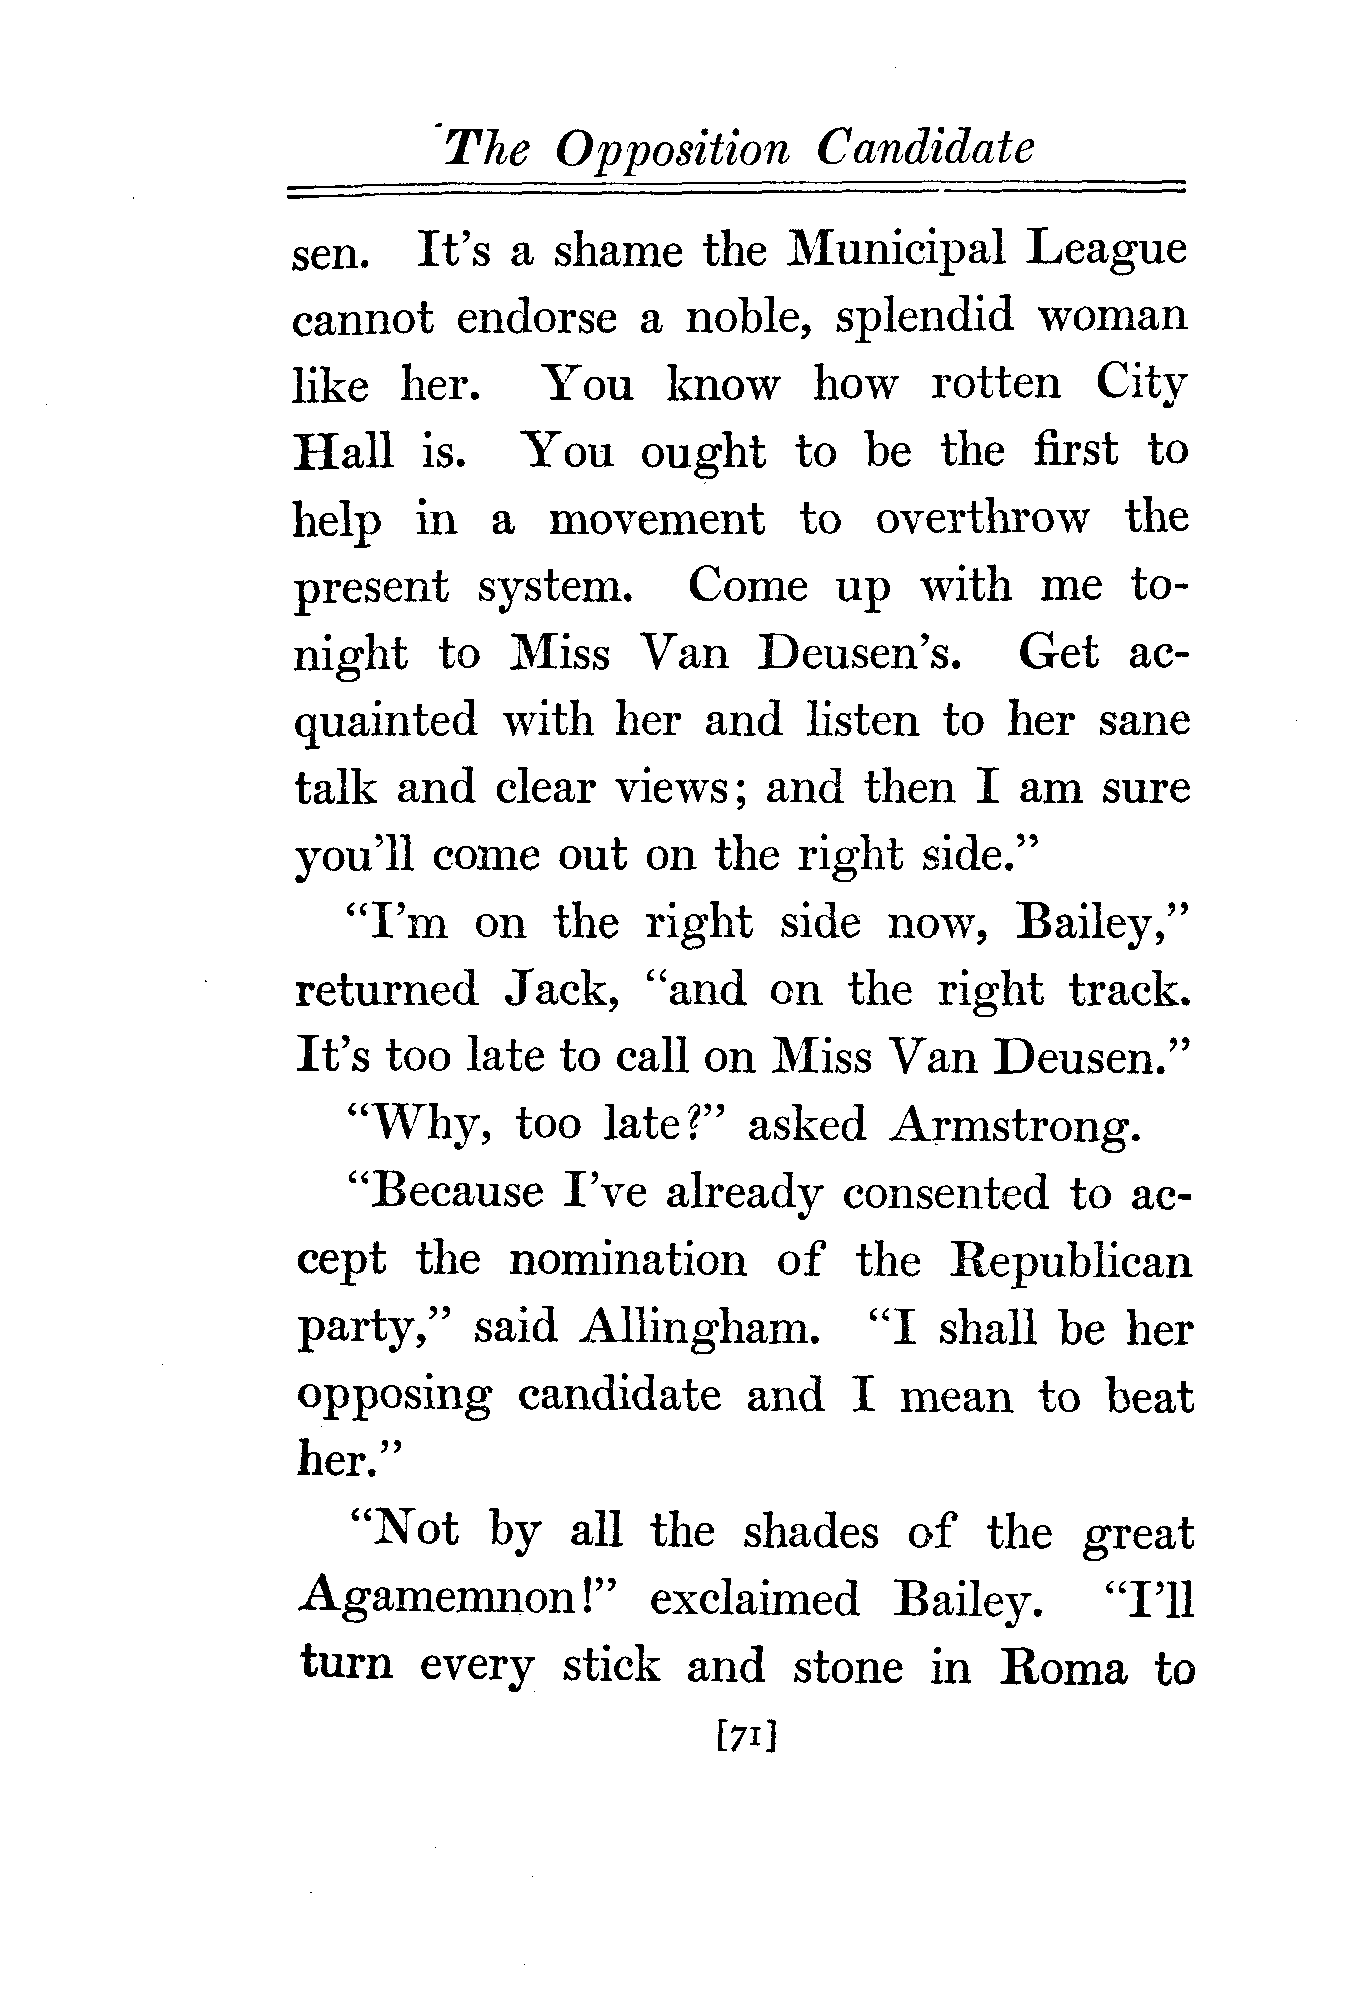 The Opposition Candidate
sen. It's a shame the Municipal League
cannot endorse a noble, splendid woman
like her. You know how rotten City
Hall is. You ought to be the first to
help in a movement to overthrow the
present system. Come up with me to-
night to Miss Van Deusen's. Get ac-
quainted with her and listen to her sane
talk and clear views; and then I am sure
you'll come out on the right side."
"I'm on the right side now, Bailey,"
returned Jack, "and on the right track.
It's too late to call on Miss Van Deusen."
"Why, too late?" asked Armstrong.
"Because I've already consented to ac-
cept the nomination of the Republican
party," said Allingham. "I shall be her
opposing candidate and I mean to beat
her."
"Not by all the shades of the great
Agamemnon!" exclaimed Bailey. "I'll
turn every stick and stone in Roma to
[71]